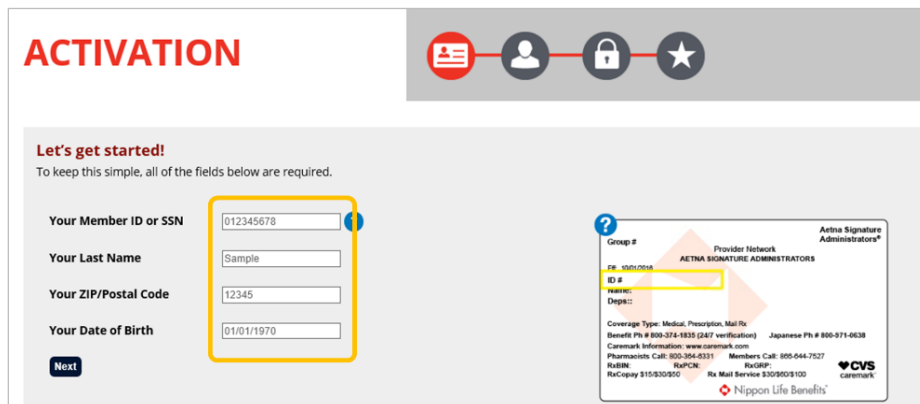 ACTIVATION
Let's get started!
To keep this simple, all of the fields below are required.
Your Member ID or SSN
012345678
Your Last Name
Sample
Your ZIP/Postal Code
12345
Your Date of Birth
01/01/1970
Next
?
Aetna Signature
Administrators®
Group #
Provider Network
AETNA SIGNATURE ADMINISTRATORS
Eff: 10/01/2018
ID #
Name:
Deps::
Coverage Type: Medical, Prescription, Mail Rx
Benefit Ph # 800-374-1835 (24/7 verification) Japanese Ph # 800-971-0638
Caremark Information: www.caremark.com
Pharmacists Call: 800-364-6331 Members Call: 866-644-7527
RxBIN: RxPCN: RxGRP:
RxCopay $15/$30/$50 Rx Mail Service $30/$60/$100
CVS
caremark
Nippon Life Benefits